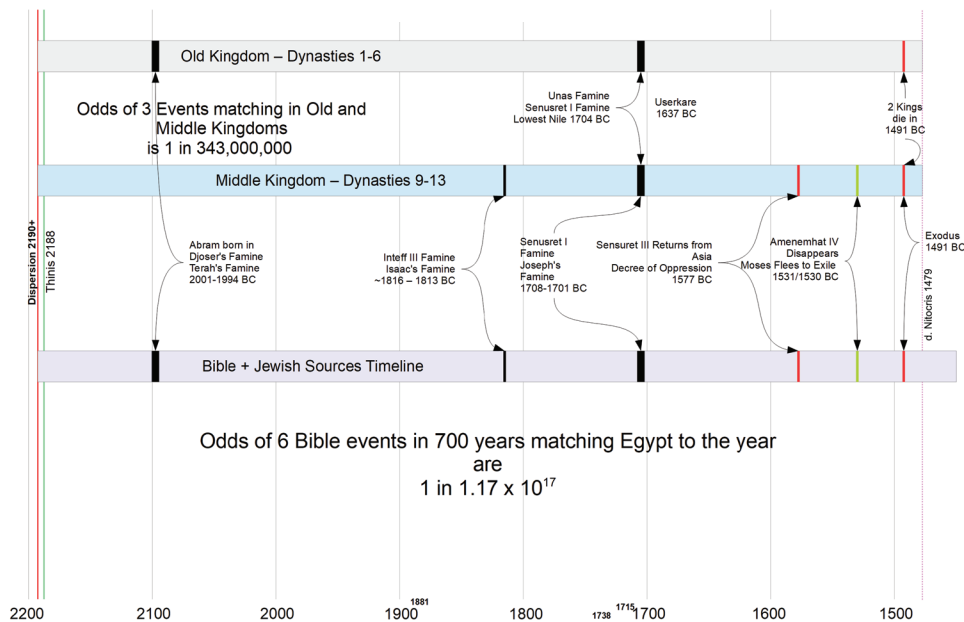 Old Kingdom – Dynasties 1-6
Odds of 3 Events matching in Old and
Middle Kingdoms
is 1 in 343,000,000
Unas Famine
Senusret I Famine
Lowest Nile 1704 BC
Userkare
1637 BC
2 Kings
die in
1491 BC
Middle Kingdom – Dynasties 9-13
Dispersion 2190+
Thinis 2188
Abram born in
Djoser's Famine
Terah's Famine
2001-1994 BC
Inteff III Famine
Isaac's Famine
~1816 – 1813 BC
Senusret I
Famine
Joseph's
Famine
1708-1701 BC
Sensuret III Returns from
Asia
Decree of Oppression
1577 BC
Amenemhat IV
Disappears
Moses Flees to Exile
1531/1530 BC
Exodus
1491 BC
d. Nitocris 1479
Bible + Jewish Sources Timeline
Odds of 6 Bible events in 700 years matching Egypt to the year
are
1 in 1.17 x 10¹⁷
2200 2100 2000 1900 1881 1800 1738 1715 1700 1600 1500